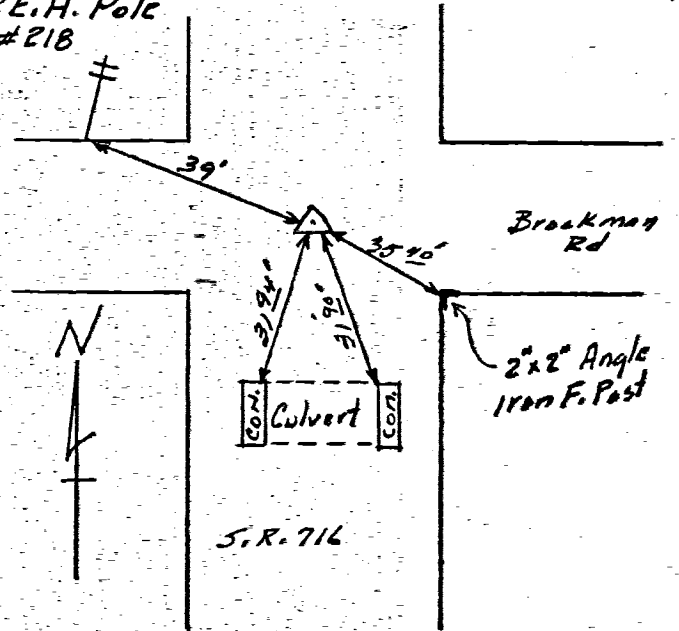 E.H. Pole
#218
39'
Brockman
Rd
35 40'
31 94'
31 90'
N
2"x2" Angle
Iron F. Post
Con.
Culvert
Con.
S.R. 716